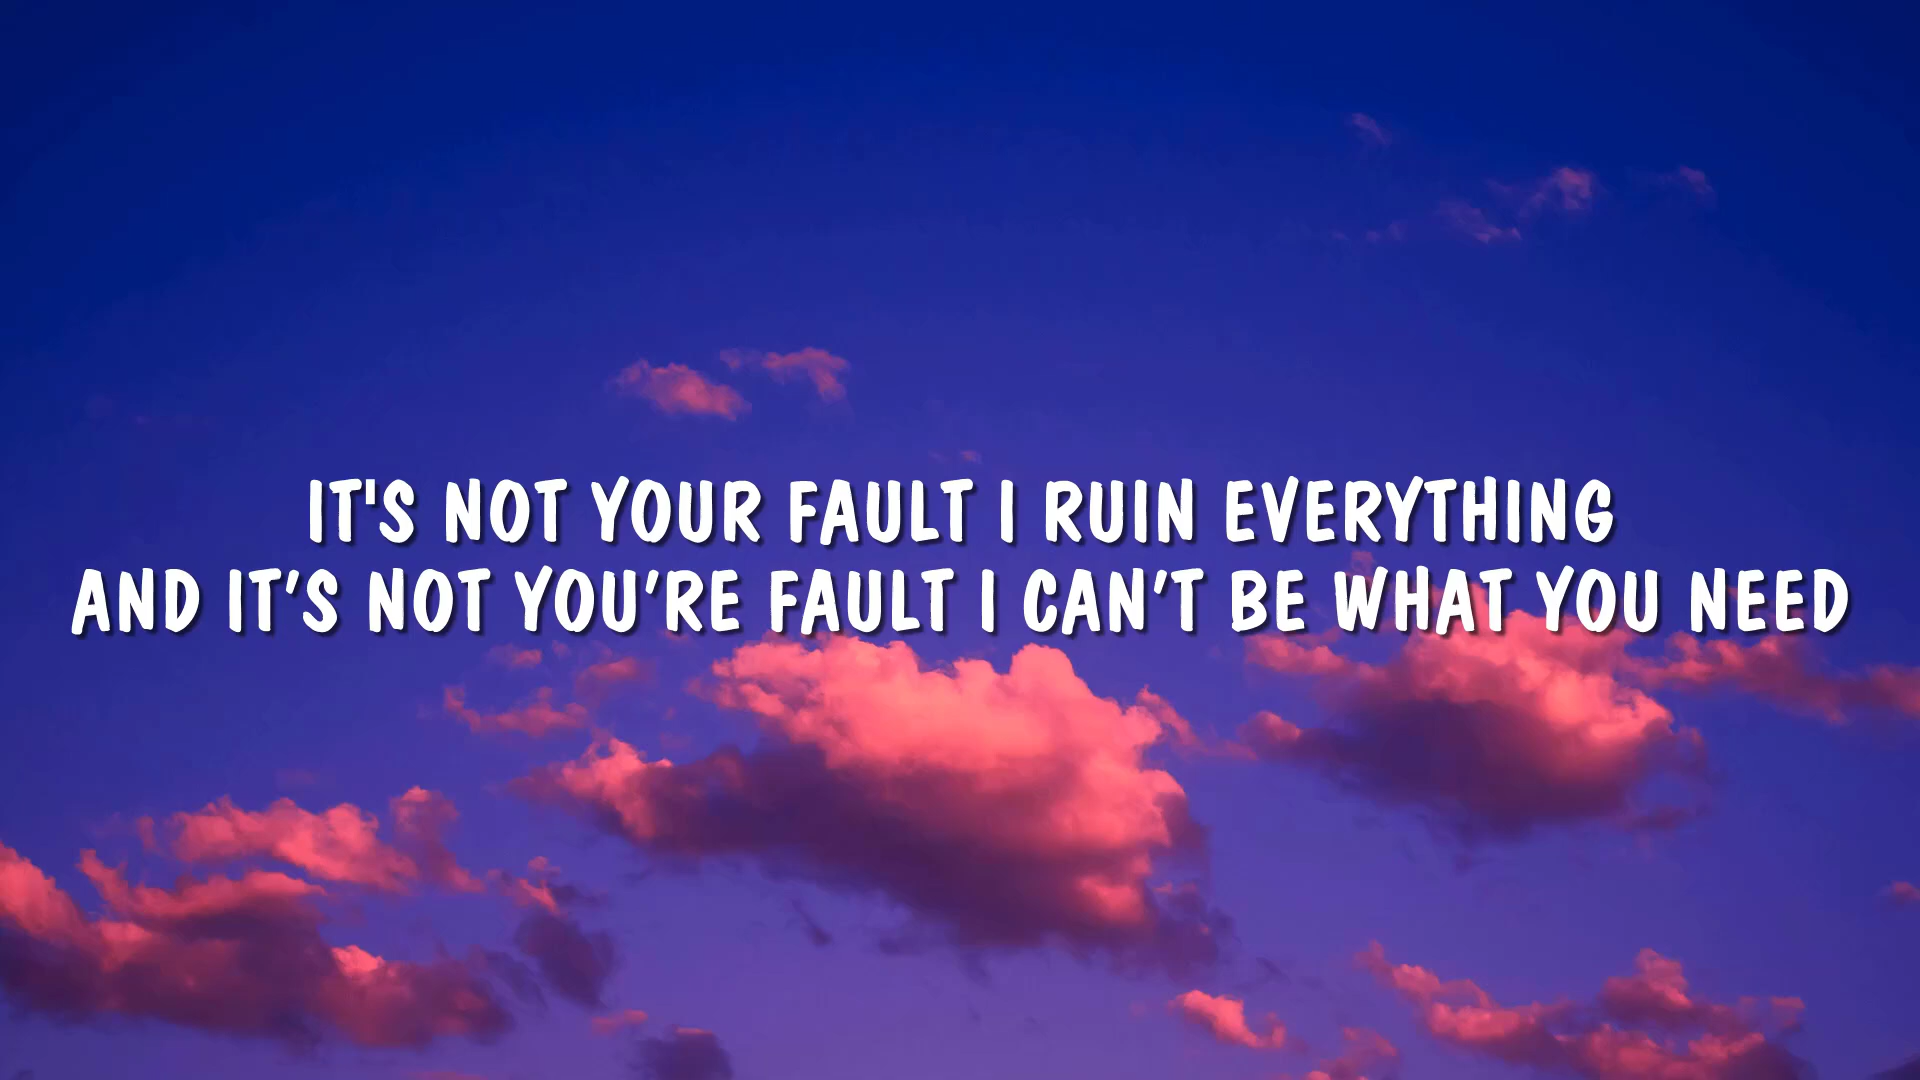 IT'S NOT YOUR FAULT I RUIN EVERYTHING
AND IT’S NOT YOU’RE FAULT I CAN’T BE WHAT YOU NEED